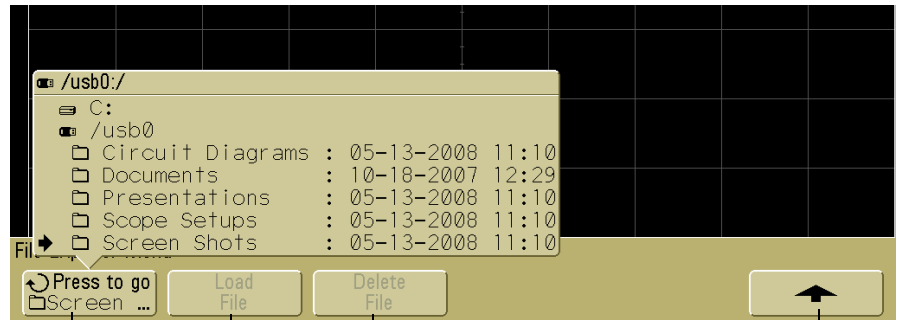 /usb0:/
C:
/usb0
Circuit Diagrams : 05-13-2008 11:10
Documents : 10-18-2007 12:29
Presentations : 05-13-2008 11:10
Scope Setups : 05-13-2008 11:10
Screen Shots : 05-13-2008 11:10
Press to go
Screen ...
Load
File
Delete
File